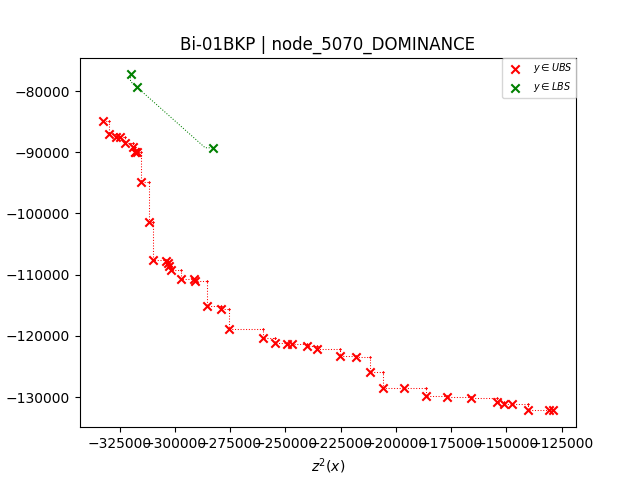 Bi-01BKP | node_5070_DOMINANCE
y ∈ UBS
y ∈ LBS
−80000
−90000
−100000
−110000
−120000
−130000
−325000 −300000 −275000 −250000 −225000 −200000 −175000 −150000 −125000
z²(x)